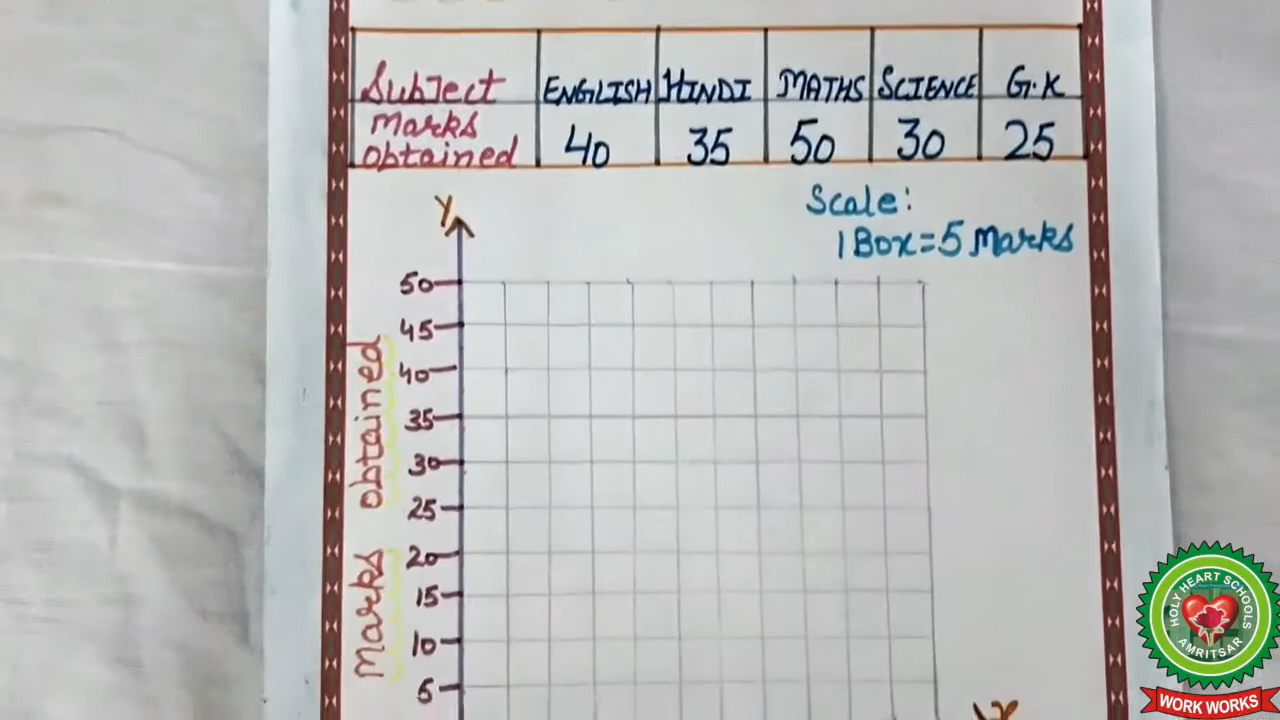 Subject ENGLISH HINDI MATHS SCIENCE G.K
Marks obtained 40 35 50 30 25
Scale:
1 Box = 5 Marks
Y
50
45
40
35
30
25
20
15
10
5
Marks obtained
X
HOLY HEART SCHOOLS
AMRITSAR
WORK WORKS